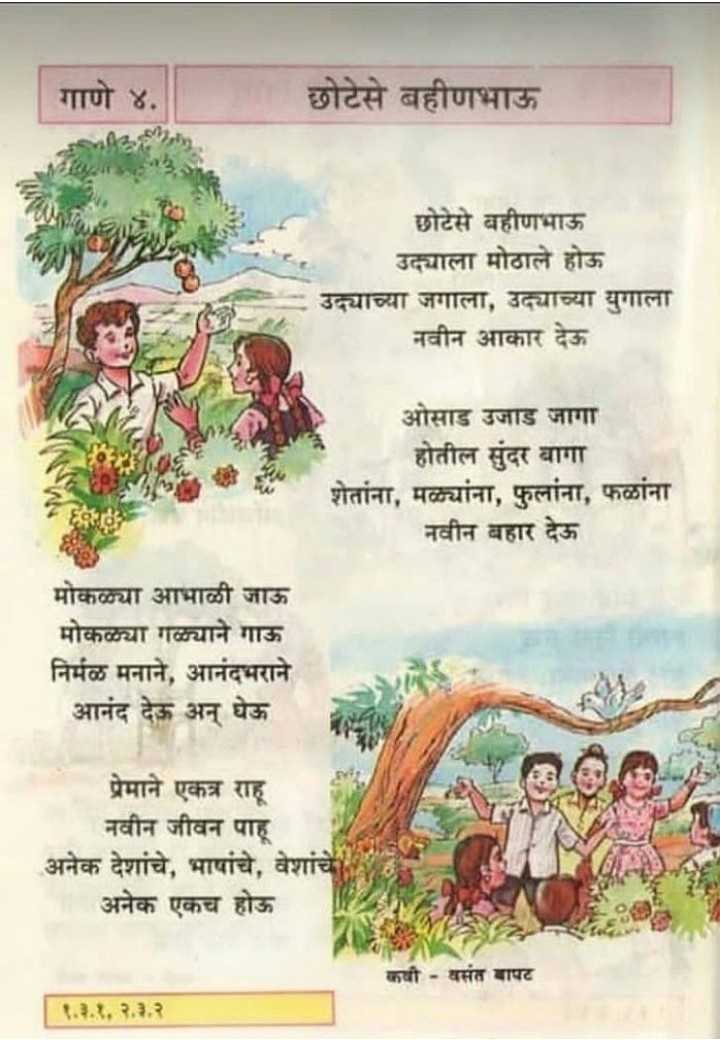 गाणे ४.
छोटेसे बहीणभाऊ
छोटेसे बहीणभाऊ
उद्याला मोठाले होऊ
उद्याच्या जगाला, उद्याच्या युगाला
नवीन आकार देऊ
ओसाड उजाड जागा
होतील सुंदर बागा
शेतांना, मळ्यांना, फुलांना, फळांना
नवीन बहार देऊ
मोकळ्या आभाळी जाऊ
मोकळ्या गळ्याने गाऊ
निर्मळ मनाने, आनंदभराने
आनंद देऊ अन् घेऊ
प्रेमाने एकत्र राहू
नवीन जीवन पाहू
अनेक देशांचे, भाषांचे, वेशांचे
अनेक एकच होऊ
कवी - वसंत बापट
१.३.१, २.३.२